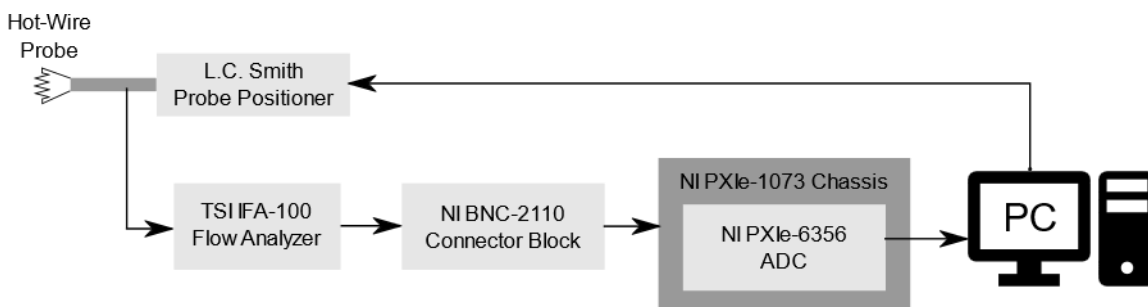 Hot-Wire
Probe
L.C. Smith
Probe Positioner
TSI IFA-100
Flow Analyzer
NI BNC-2110
Connector Block
NI PXIe-1073 Chassis
NI PXIe-6356
ADC
PC